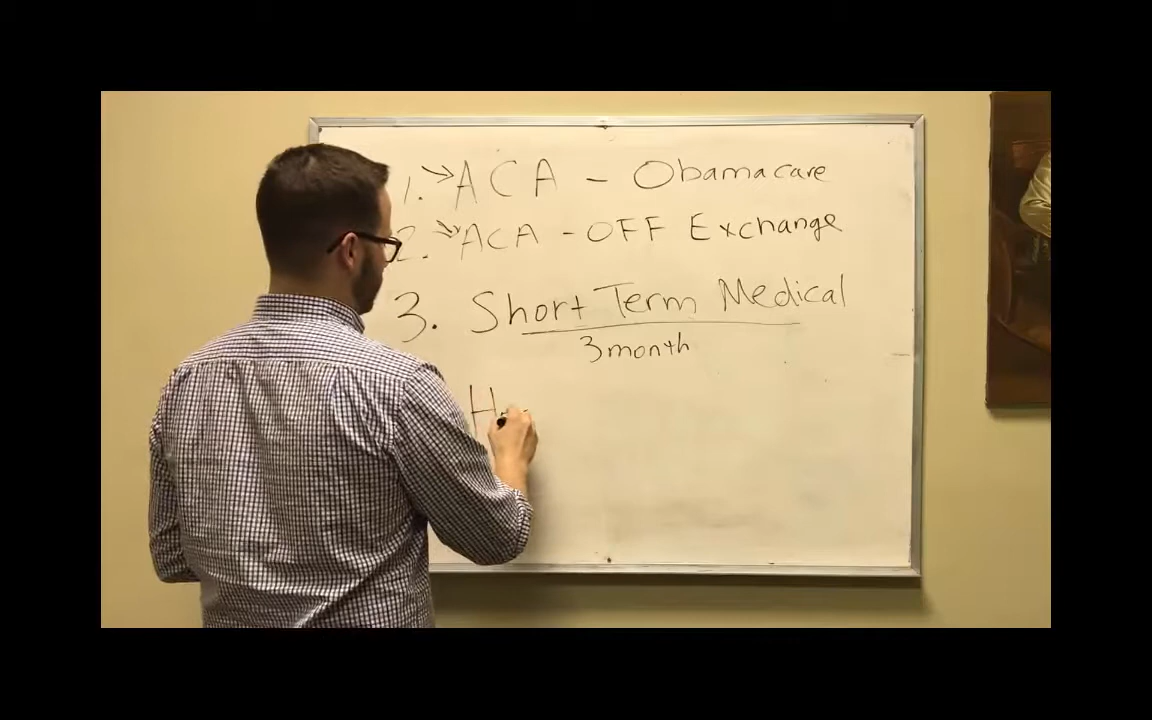 1. → ACA - Obamacare
2. → ACA - OFF Exchange
3. Short Term Medical
3month
H